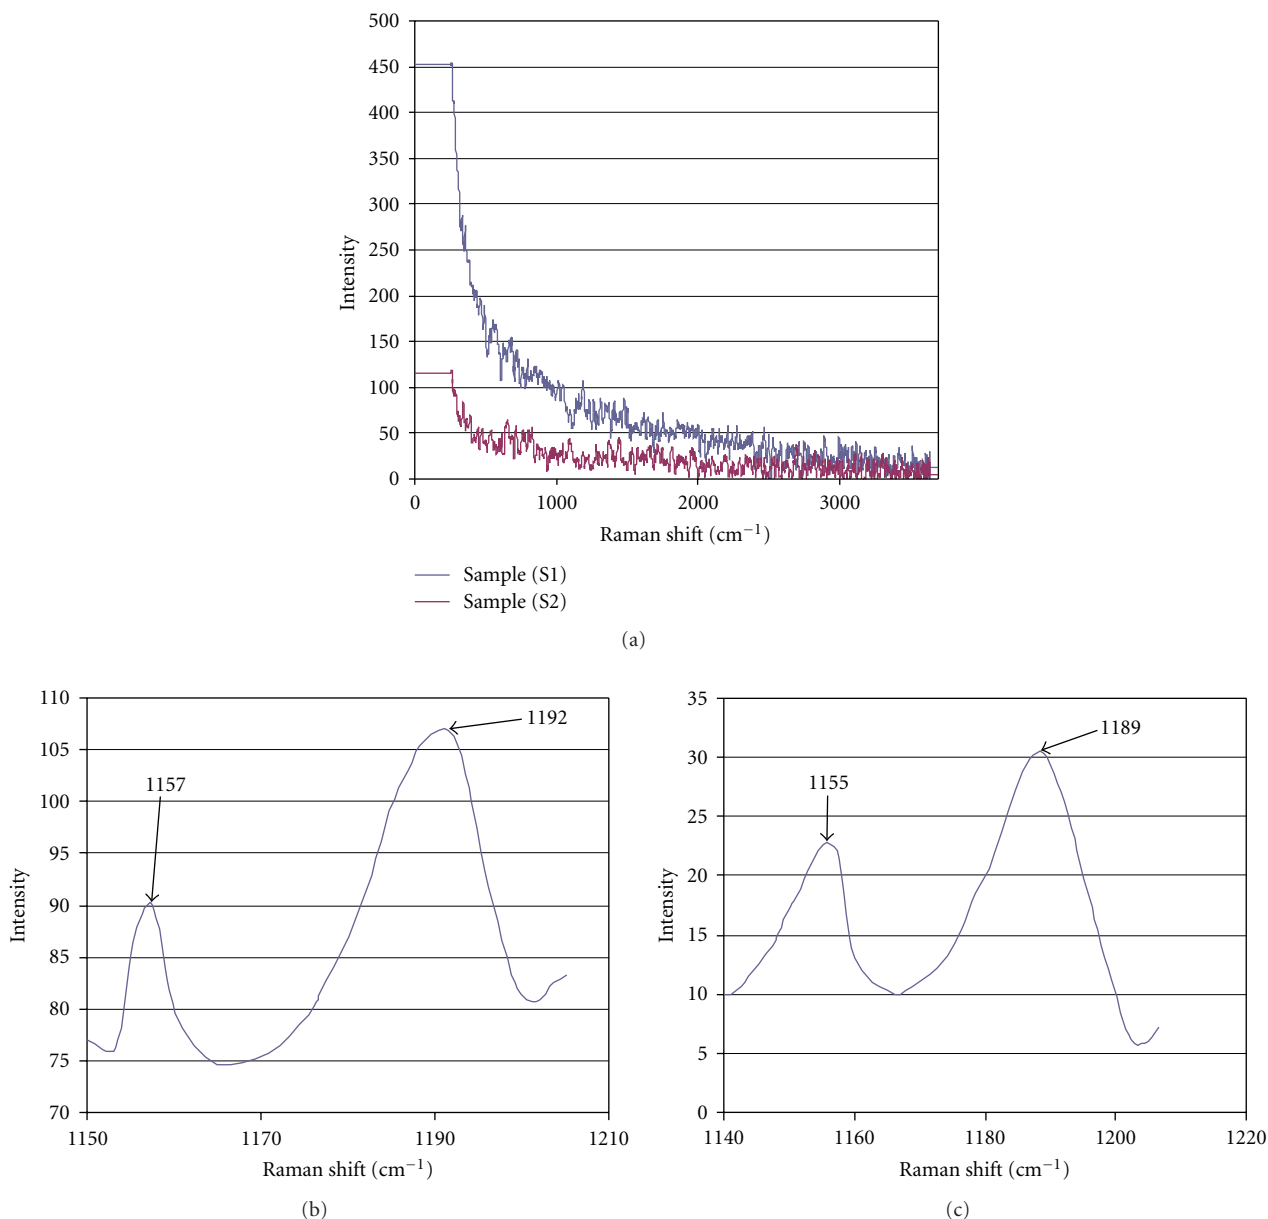 500
450
400
350
300
250
200
150
100
50
0
Intensity
0 1000 2000 3000
Raman shift (cm−1)
Sample (S1)
Sample (S2)
(a)
110
105
100
95
90
85
80
75
70
Intensity
1157
1192
1150 1170 1190 1210
Raman shift (cm−1)
(b)
35
30
25
20
15
10
5
0
Intensity
1155
1189
1140 1160 1180 1200 1220
Raman shift (cm−1)
(c)